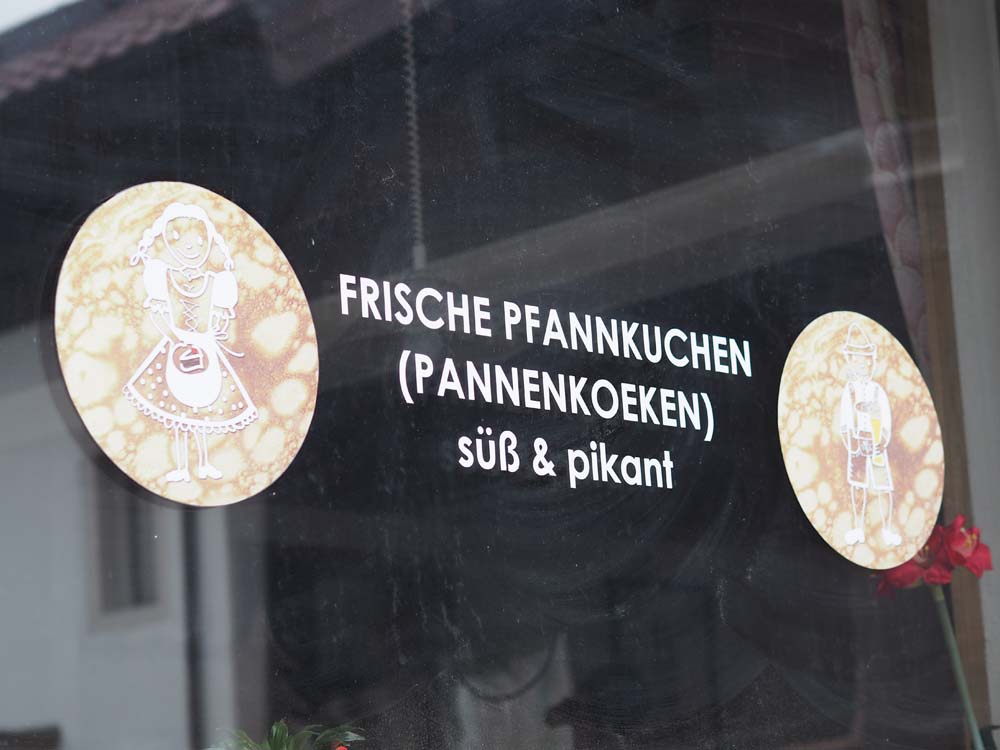 FRISCHE PFANNKUCHEN
(PANNENKOEKEN)
süß & pikant